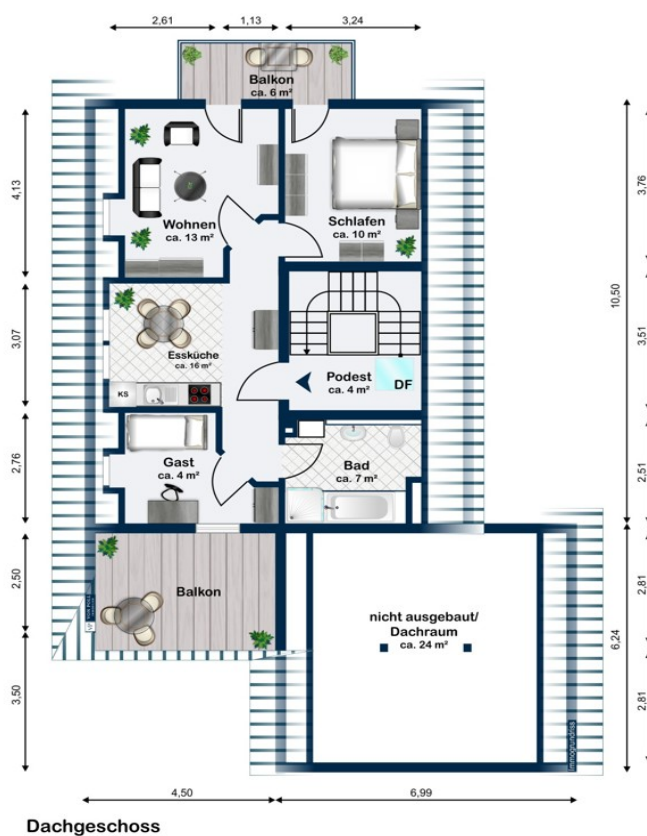 2,61
1,13
3,24
Balkon
ca. 6 m²
4,13
Wohnen
ca. 13 m²
Schlafen
ca. 10 m²
3,76
10,50
3,07
Essküche
ca. 16 m²
KS
Podest
ca. 4 m²
DF
3,51
2,76
Gast
ca. 4 m²
Bad
ca. 7 m²
2,51
2,50
Balkon
nicht ausgebaut/
Dachraum
ca. 24 m²
2,81
6,24
3,50
2,81
immogrundriss
4,50
6,99
Dachgeschoss